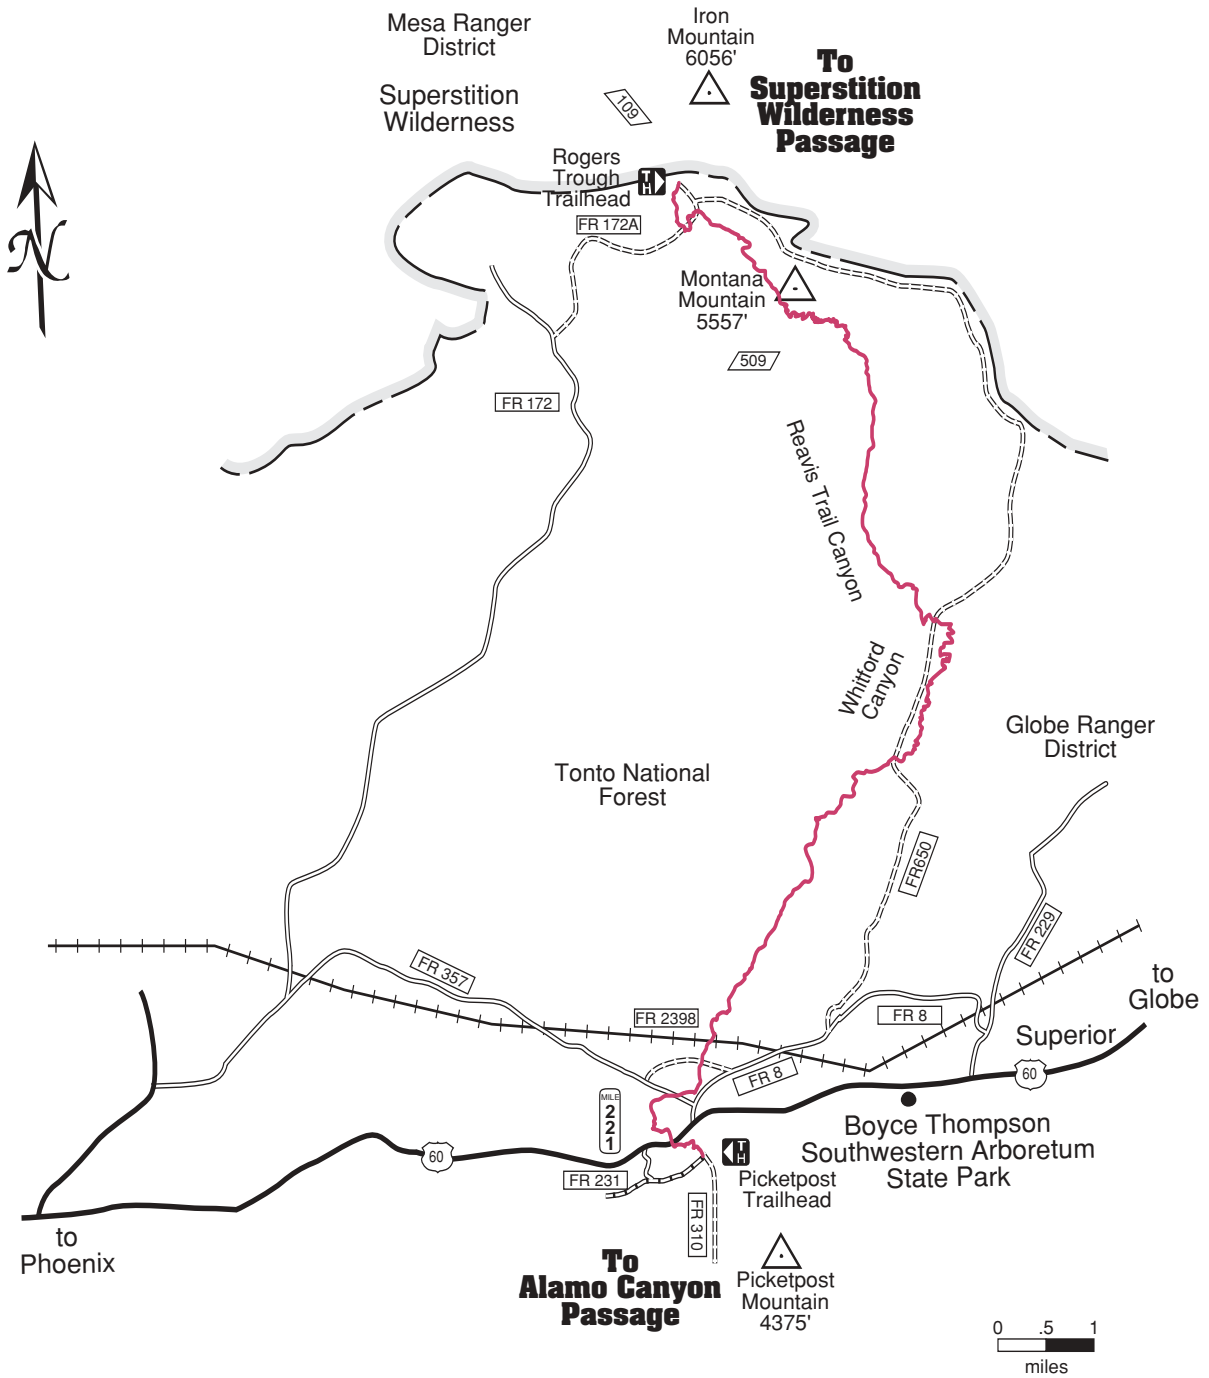 Mesa Ranger
District
Iron
Mountain
6056'
To
Superstition
Wilderness
Passage
Superstition
Wilderness
109
Rogers
Trough
Trailhead
TH
FR 172A
N
Montana
Mountain
5557'
509
FR 172
Reavis Trail Canyon
Whitford
Canyon
Globe Ranger
District
Tonto National
Forest
FR650
FR 229
FR 357
to
Globe
FR 2398
FR 8
Superior
FR 8
60
MILE
221
Boyce Thompson
Southwestern Arboretum
State Park
60
TH
FR 231
Picketpost
Trailhead
FR 310
to
Phoenix
To
Alamo Canyon
Passage
Picketpost
Mountain
4375'
0 .5 1
miles